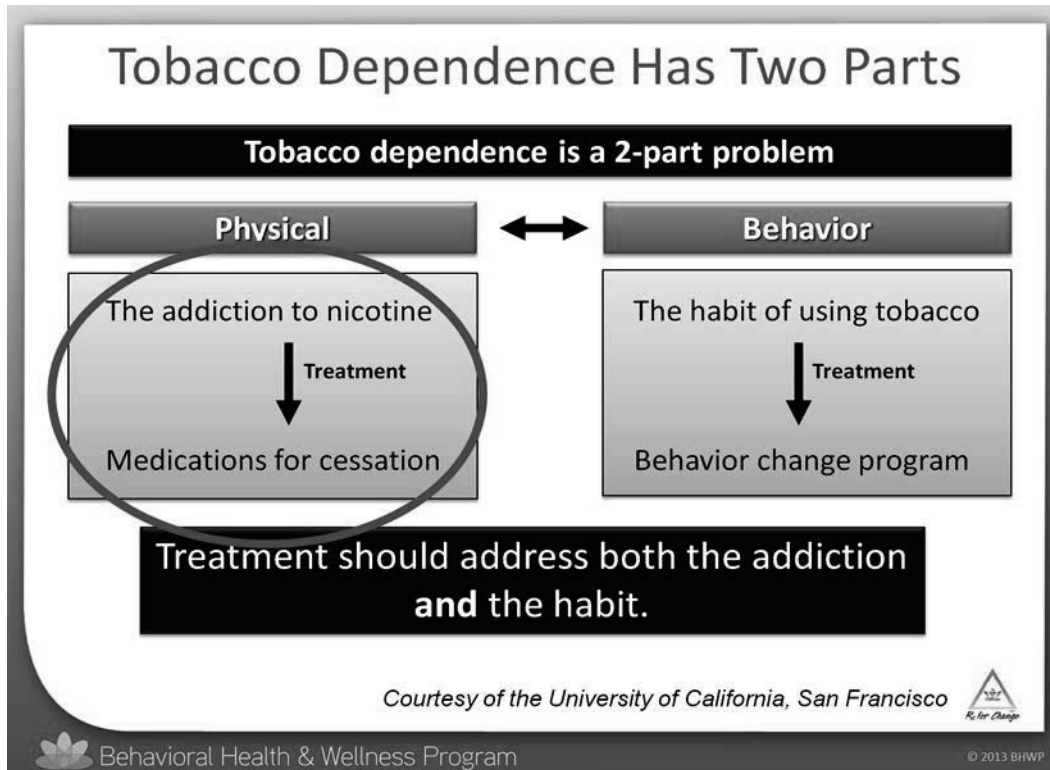 Tobacco Dependence Has Two Parts
Tobacco dependence is a 2-part problem
Physical
Behavior
The addiction to nicotine
Treatment
Medications for cessation
The habit of using tobacco
Treatment
Behavior change program
Treatment should address both the addiction
and the habit.
Courtesy of the University of California, San Francisco
Rx for Change
Behavioral Health & Wellness Program
© 2013 BHWP